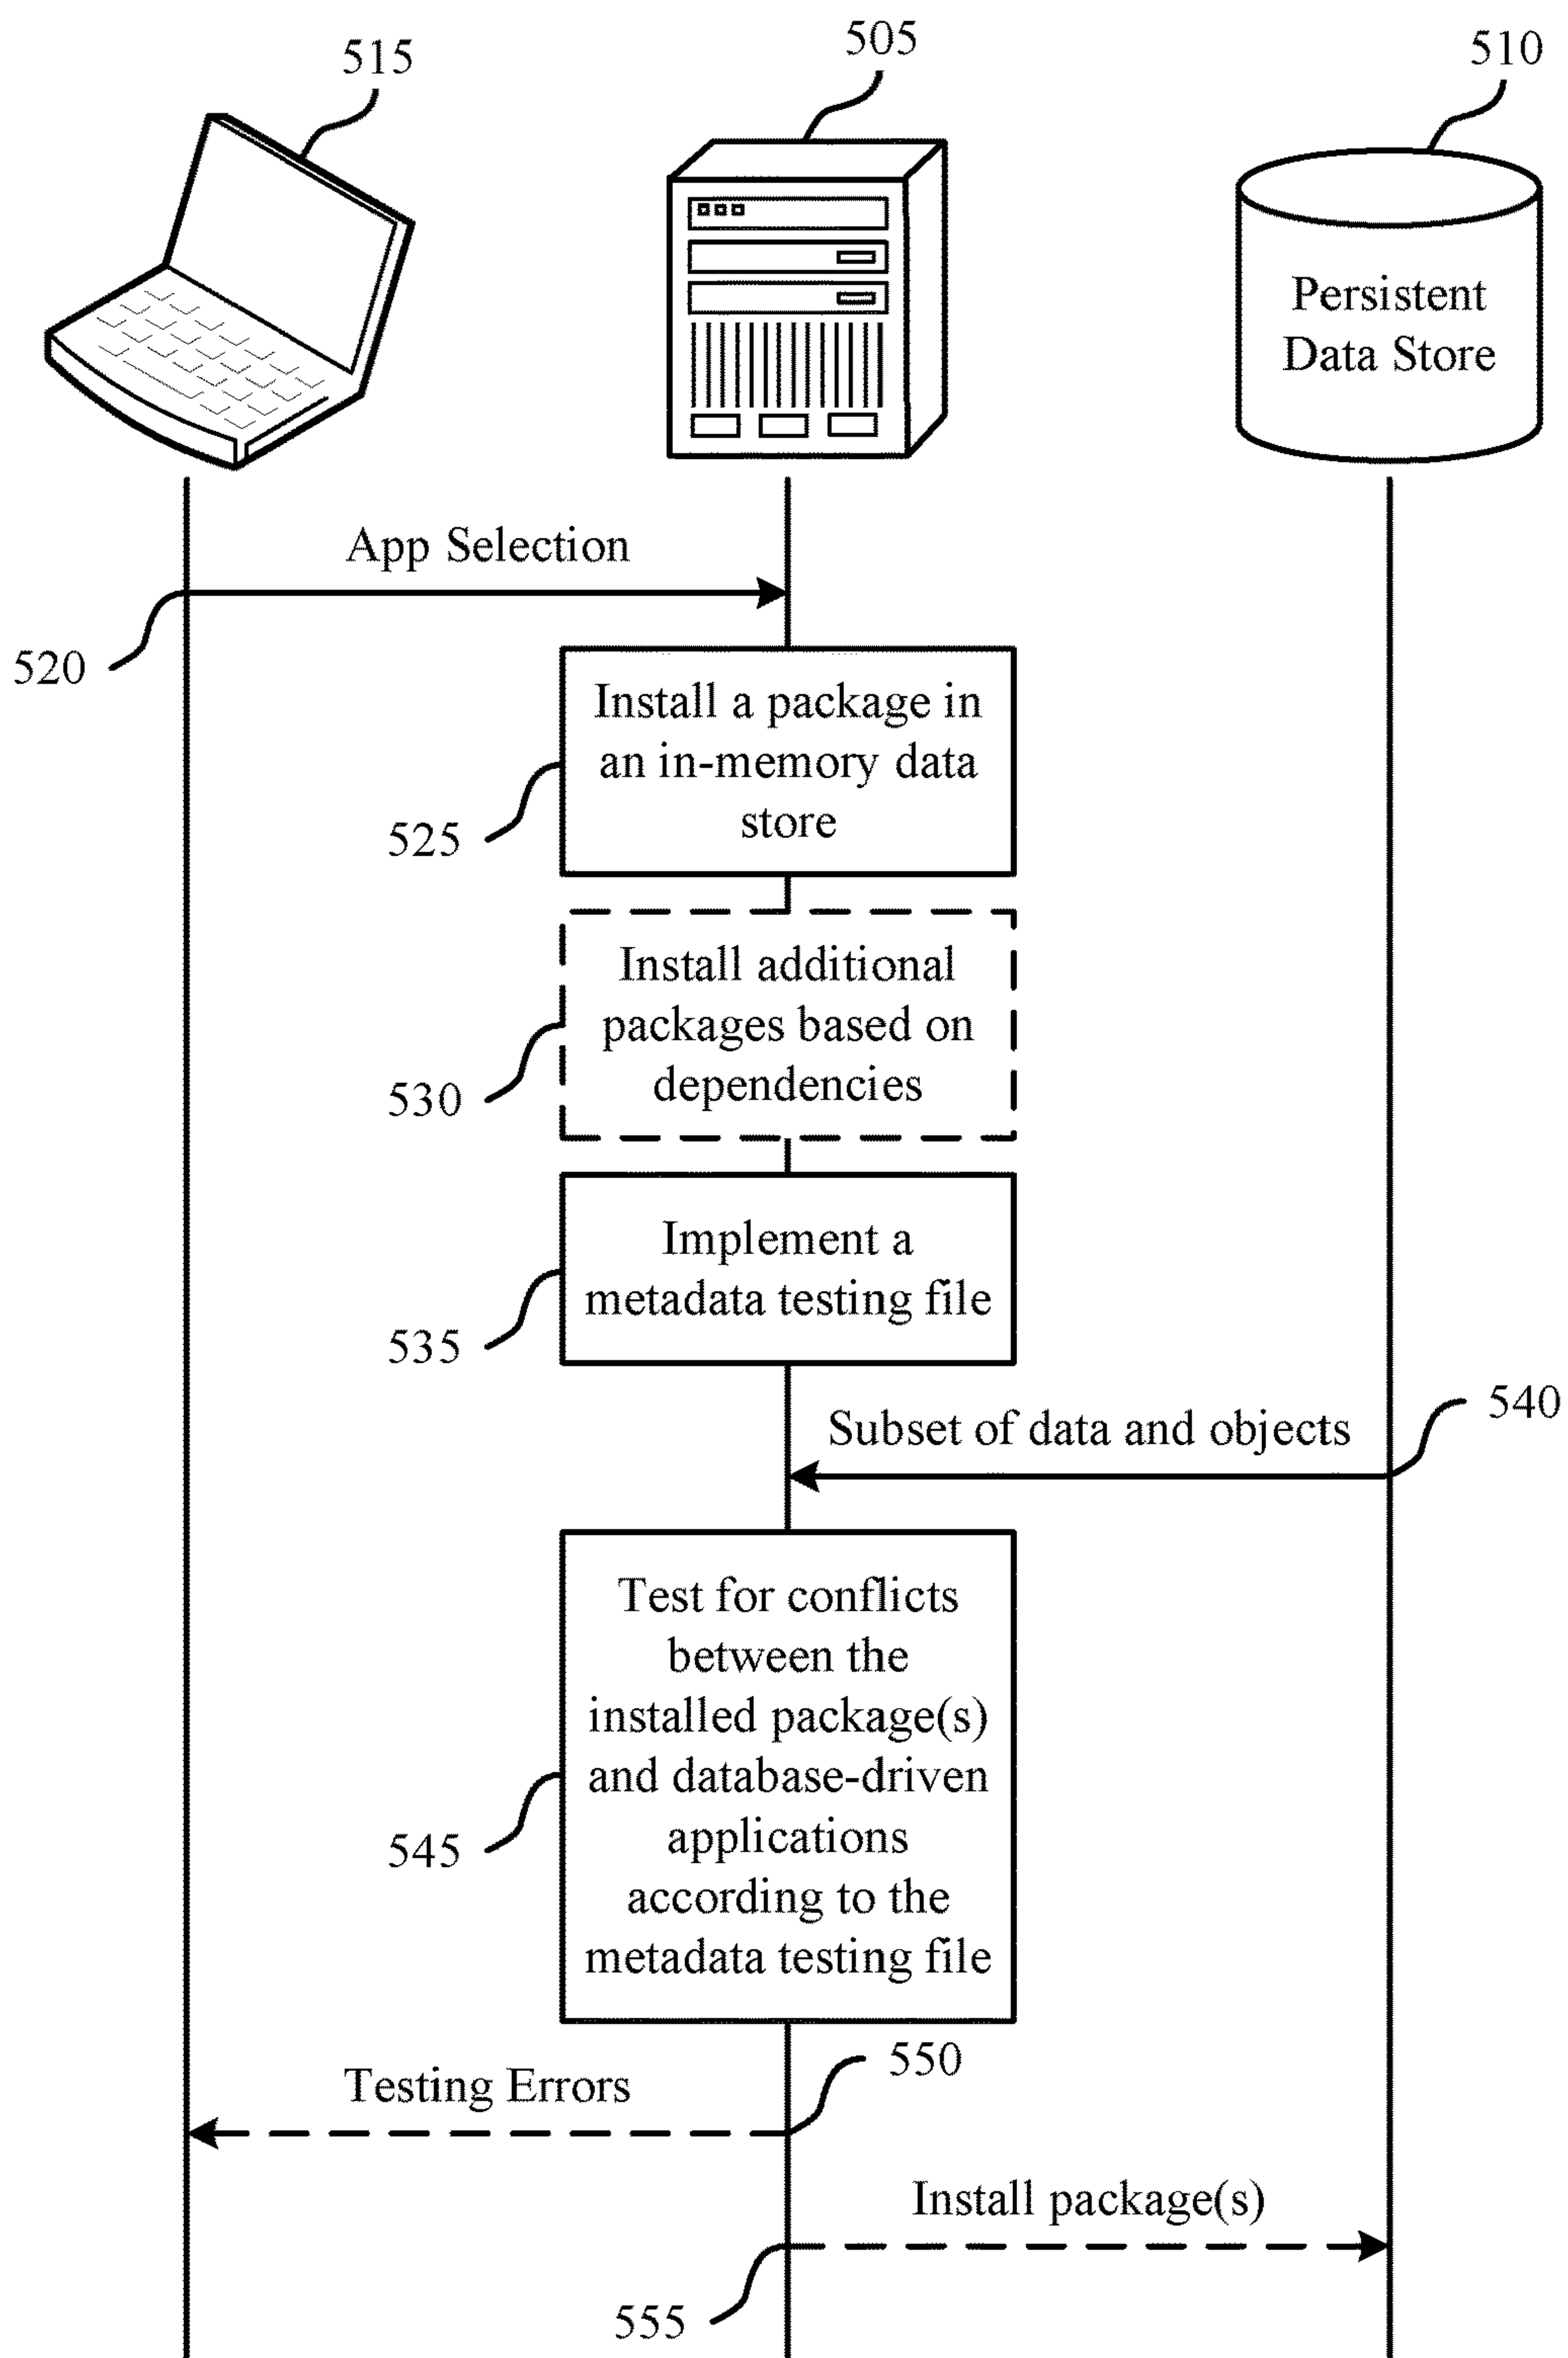 515
505
510
Persistent
Data Store
App Selection
520
Install a package in
an in-memory data
store
525
Install additional
packages based on
dependencies
530
Implement a
metadata testing file
535
540
Subset of data and objects
Test for conflicts
between the
installed package(s)
and database-driven
applications
according to the
metadata testing file
545
550
Testing Errors
Install package(s)
555